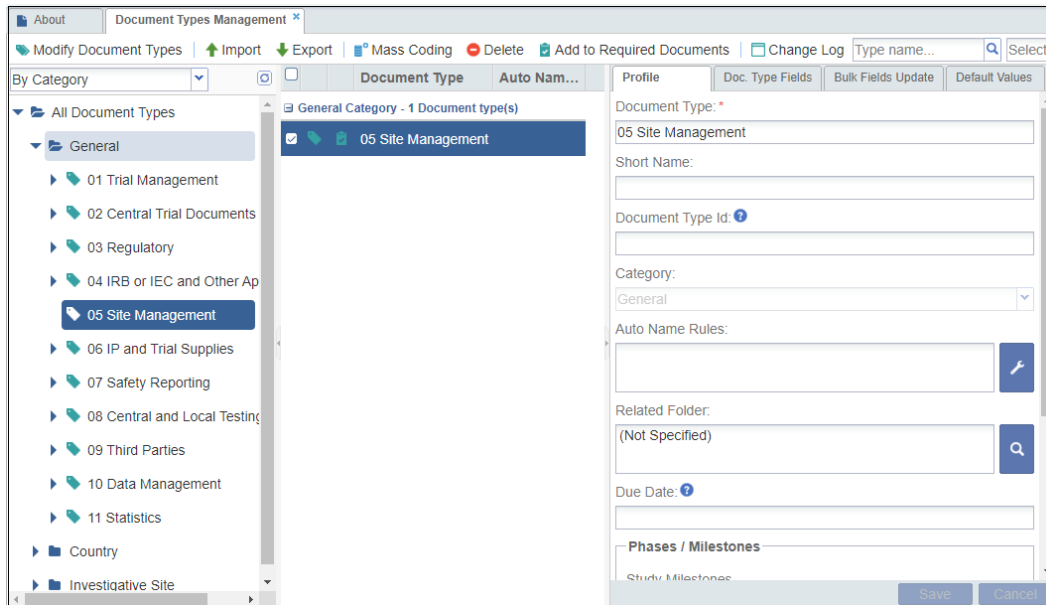 About
Document Types Management ×
Modify Document Types Import Export Mass Coding Delete Add to Required Documents Change Log Type name... Select
By Category
All Document Types
General
01 Trial Management
02 Central Trial Documents
03 Regulatory
04 IRB or IEC and Other Ap
05 Site Management
06 IP and Trial Supplies
07 Safety Reporting
08 Central and Local Testing
09 Third Parties
10 Data Management
11 Statistics
Country
Investigative Site
Document Type Auto Nam...
General Category - 1 Document type(s)
05 Site Management
Profile Doc. Type Fields Bulk Fields Update Default Values
Document Type: *
05 Site Management
Short Name:
Document Type Id: ?
Category:
General
Auto Name Rules:
Related Folder:
(Not Specified)
Due Date: ?
Phases / Milestones
Study Milestones
Save Cancel